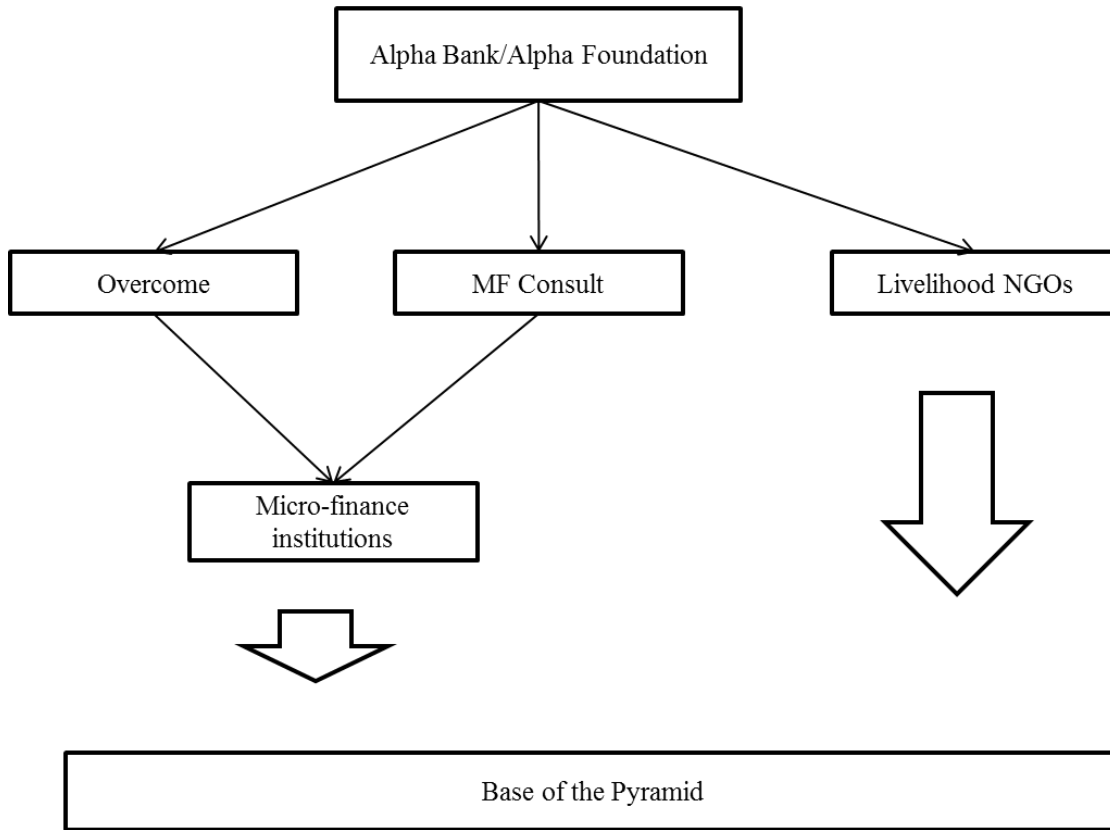 Alpha Bank/Alpha Foundation
Overcome
MF Consult
Livelihood NGOs
Micro-finance
institutions
Base of the Pyramid